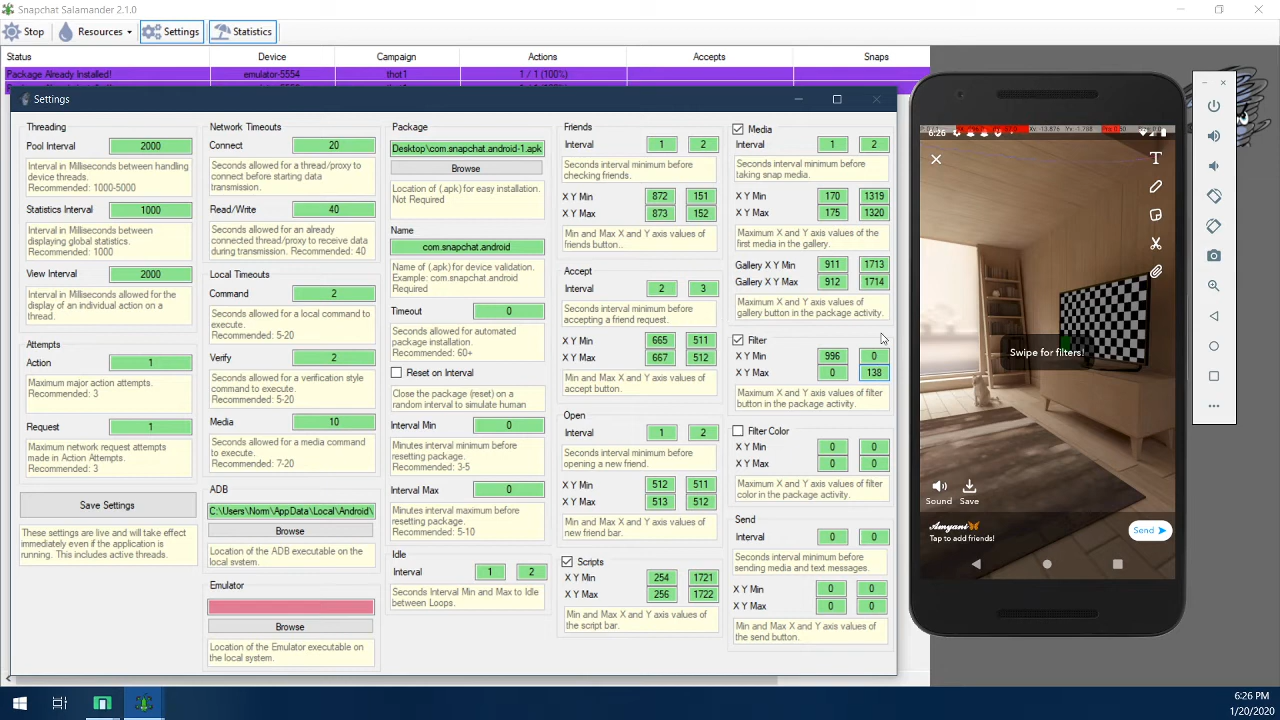 Snapchat Salamander 2.1.0
Stop
Resources
Settings
Statistics
Status
Device
Campaign
Actions
Accepts
Snaps
Package Already Installed!
emulator-5554
thot1
1 / 1 (100%)
Settings
Threading
Pool Interval
2000
Interval in Milliseconds between handling
device threads.
Recommended: 1000-5000
Statistics Interval
1000
Interval in Milliseconds between
displaying global statistics.
Recommended: 1000
View Interval
2000
Interval in Milliseconds allowed for the
display of an individual action on a
thread.
Attempts
Action
1
Maximum major action attempts.
Recommended: 3
Request
1
Maximum network request attempts
made in Action Attempts.
Recommended: 3
Save Settings
These settings are live and will take effect
immediately even if the application is
running. This includes active threads.
Network Timeouts
Connect
20
Seconds allowed for a thread/proxy to
connect before starting data
transmission.
Read/Write
40
Seconds allowed for an already
connected thread/proxy to receive data
during transmission. Recommended: 40
Local Timeouts
Command
2
Seconds allowed for a local command to
execute.
Recommended: 5-20
Verify
2
Seconds allowed for a verification style
command to execute.
Recommended: 5-20
Media
10
Seconds allowed for a media command
to execute.
Recommended: 7-20
ADB
C:\Users\Norm\AppData\Local\Android\
Browse
Location of the ADB executable on the
local system.
Emulator
Browse
Location of the Emulator executable on
the local system.
Package
Desktop\com.snapchat.android-1.apk
Browse
Location of (.apk) for easy installation.
Not Required
Name
com.snapchat.android
Name of (.apk) for device validation.
Example: com.snapchat.android
Required
Timeout
0
Seconds allowed for automated
package installation.
Recommended: 60+
Reset on Interval
Close the package (reset) on a
random interval to simulate human
Interval Min
0
Minutes interval minimum before
resetting package.
Recommended: 3-5
Interval Max
0
Minutes interval maximum before
resetting package.
Recommended: 5-10
Idle
Interval
1
2
Seconds Interval Min and Max to Idle
between Loops.
Friends
Interval
1
2
Seconds interval minimum before
checking friends.
X Y Min
872
151
X Y Max
873
152
Min and Max X and Y axis values of
friends button..
Accept
Interval
2
3
Seconds interval minimum before
accepting a friend request.
X Y Min
665
511
X Y Max
667
512
Min and Max X and Y axis values of
accept button.
Open
Interval
1
2
Seconds interval minimum before
opening a new friend.
X Y Min
512
511
X Y Max
513
512
Min and Max X and Y axis values of
new friend bar.
Scripts
X Y Min
254
1721
X Y Max
256
1722
Min and Max X and Y axis values of
the script bar.
Media
Interval
1
2
Seconds interval minimum before
taking snap media.
X Y Min
170
1319
X Y Max
175
1320
Maximum X and Y axis values of the
first media in the gallery.
Gallery X Y Min
911
1713
Gallery X Y Max
912
1714
Maximum X and Y axis values of
gallery button in the package activity.
Filter
X Y Min
996
0
X Y Max
0
138
Maximum X and Y axis values of filter
button in the package activity.
Filter Color
X Y Min
0
0
X Y Max
0
0
Maximum X and Y axis values of filter
color in the package activity.
Send
Interval
0
0
Seconds interval minimum before
sending media and text messages.
X Y Min
0
0
X Y Max
0
0
Min and Max X and Y axis values of
the send button.
6:26
Swipe for filters!
Sound
Save
Amyani
Tap to add friends!
Send
6:26 PM
1/20/2020